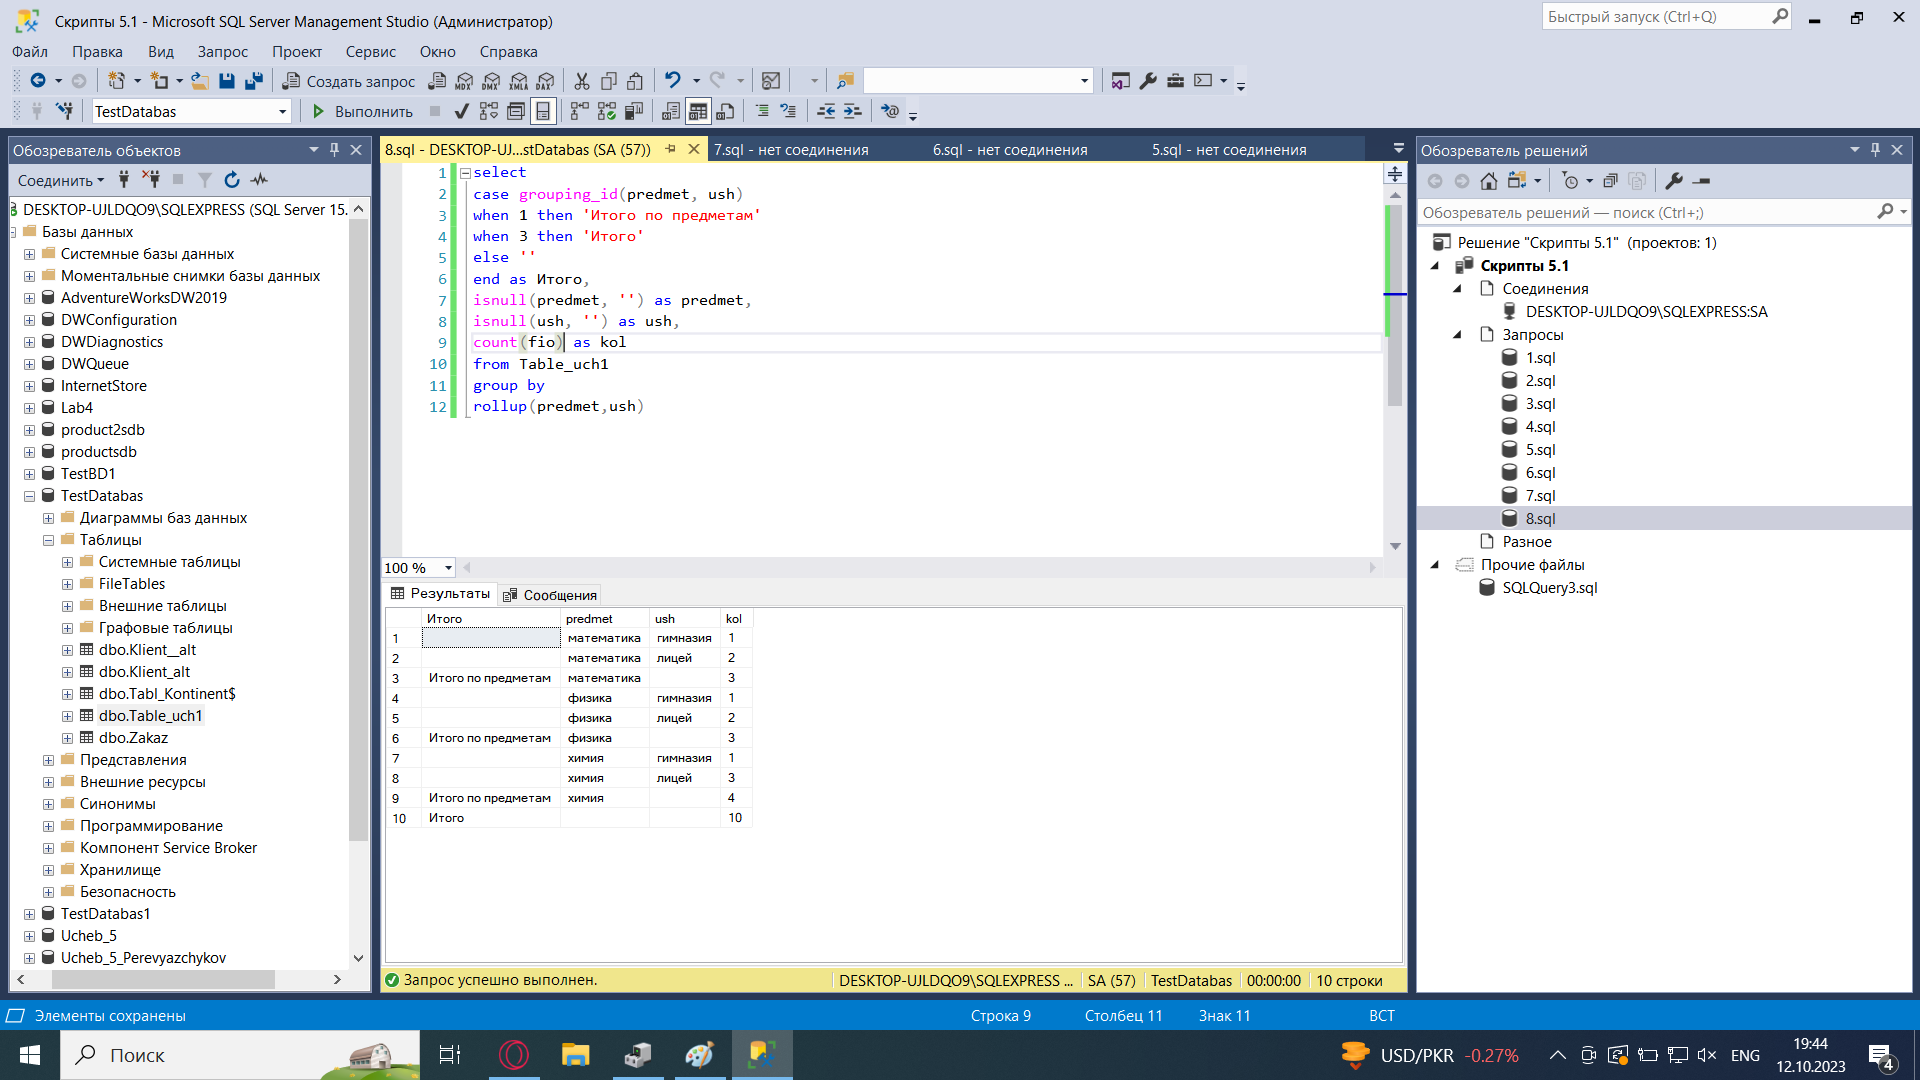 Скрипты 5.1 - Microsoft SQL Server Management Studio (Администратор)
Быстрый запуск (Ctrl+Q)
Файл Правка Вид Запрос Проект Сервис Окно Справка
Создать запрос MDX DMX XMLA DAX
TestDatabas Выполнить
Обозреватель объектов
Соединить
DESKTOP-UJLDQO9\SQLEXPRESS (SQL Server 15.
Базы данных
Системные базы данных
Моментальные снимки базы данных
AdventureWorksDW2019
DWConfiguration
DWDiagnostics
DWQueue
InternetStore
Lab4
product2sdb
productsdb
TestBD1
TestDatabas
Диаграммы баз данных
Таблицы
Системные таблицы
FileTables
Внешние таблицы
Графовые таблицы
dbo.Klient__alt
dbo.Klient_alt
dbo.Tabl_Kontinent$
dbo.Table_uch1
dbo.Zakaz
Представления
Внешние ресурсы
Синонимы
Программирование
Компонент Service Broker
Хранилище
Безопасность
TestDatabas1
Ucheb_5
Ucheb_5_Perevyazchykov
8.sql - DESKTOP-UJ...stDatabas (SA (57)) 7.sql - нет соединения 6.sql - нет соединения 5.sql - нет соединения
1 select
2 case grouping_id(predmet, ush)
3 when 1 then 'Итого по предметам'
4 when 3 then 'Итого'
5 else ''
6 end as Итого,
7 isnull(predmet, '') as predmet,
8 isnull(ush, '') as ush,
9 count(fio) as kol
10 from Table_uch1
11 group by
12 rollup(predmet,ush)
100 %
Результаты Сообщения
Итого predmet ush kol
1 математика гимназия 1
2 математика лицей 2
3 Итого по предметам математика 3
4 физика гимназия 1
5 физика лицей 2
6 Итого по предметам физика 3
7 химия гимназия 1
8 химия лицей 3
9 Итого по предметам химия 4
10 Итого 10
Запрос успешно выполнен. DESKTOP-UJLDQO9\SQLEXPRESS ... SA (57) TestDatabas 00:00:00 10 строки
Обозреватель решений
Обозреватель решений — поиск (Ctrl+;)
Решение "Скрипты 5.1" (проектов: 1)
Скрипты 5.1
Соединения
DESKTOP-UJLDQO9\SQLEXPRESS:SA
Запросы
1.sql
2.sql
3.sql
4.sql
5.sql
6.sql
7.sql
8.sql
Разное
Прочие файлы
SQLQuery3.sql
Элементы сохранены Строка 9 Столбец 11 Знак 11 ВСТ
Поиск
USD/PKR -0.27% ENG
19:44
12.10.2023
4